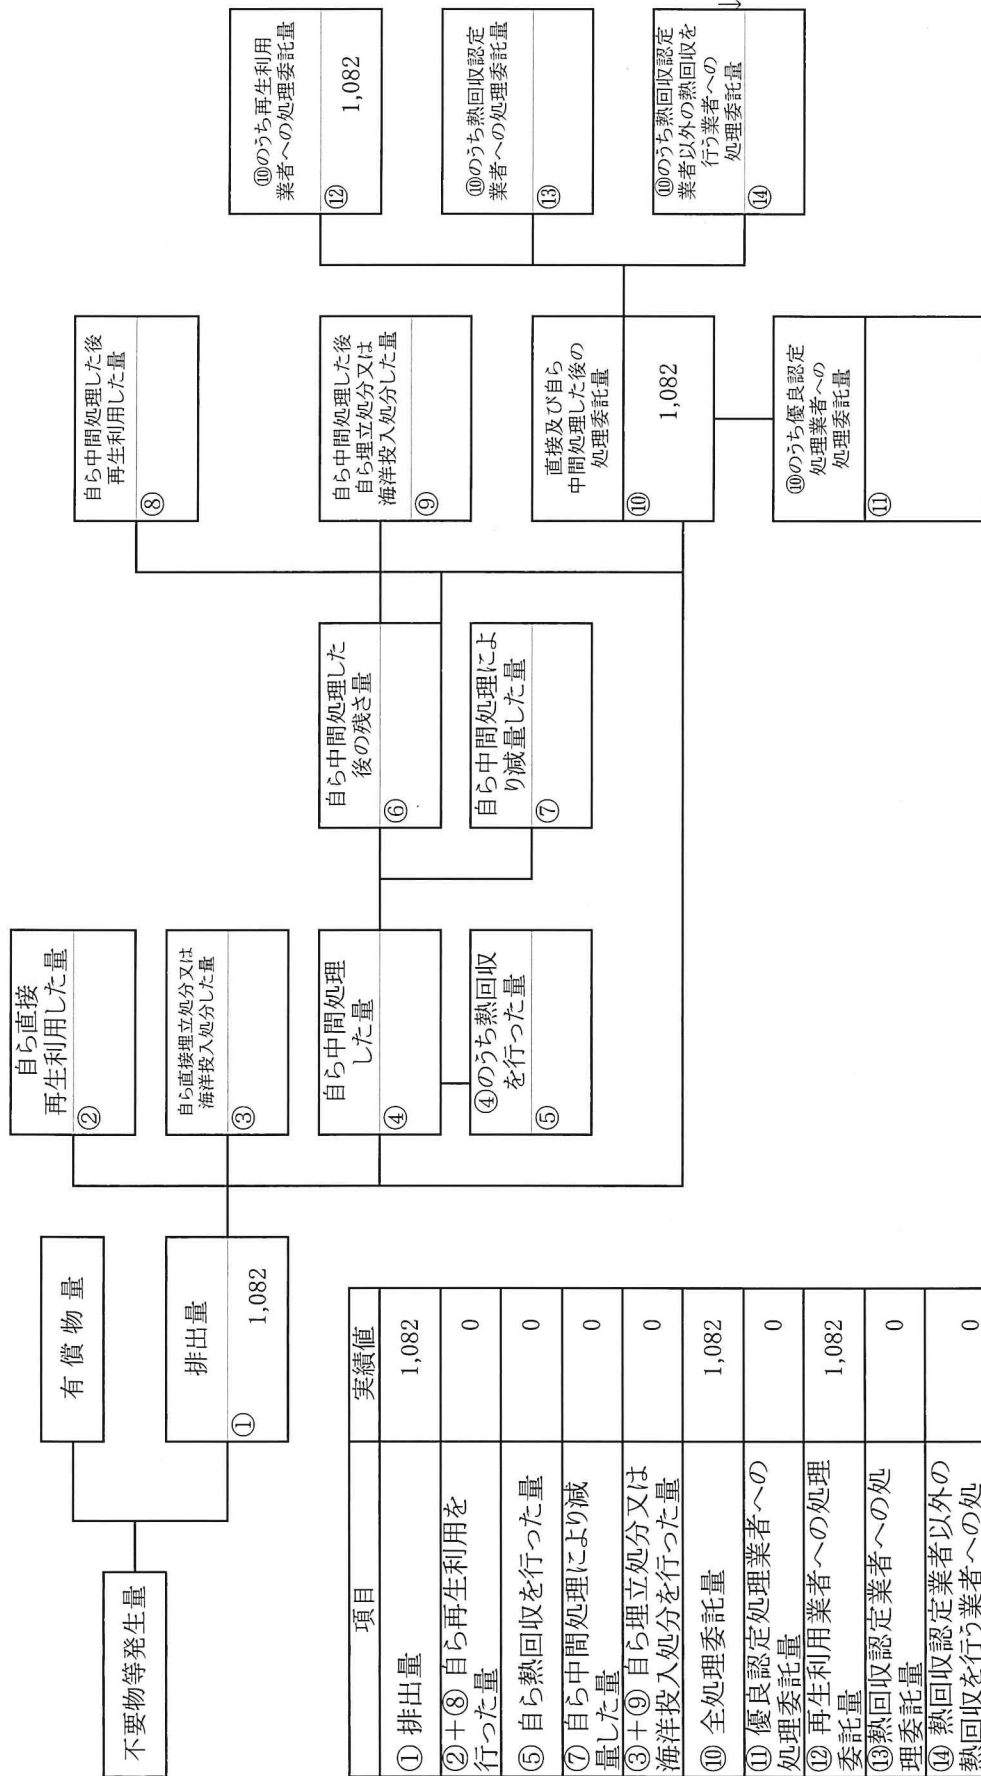 不要物等発生量
有 償 物 量
排出量
①
1,082
自ら直接
再生利用した量
②
自ら直接埋立処分又は
海洋投入処分した量
③
自ら中間処理
した量
④
④のうち熱回収
を行った量
⑤
自ら中間処理した
後の残さ量
⑥
自ら中間処理によ
り減量した量
⑦
自ら中間処理した後
再生利用した量
⑧
自ら中間処理した後
自ら埋立処分又は
海洋投入処分した量
⑨
直接及び自ら
中間処理した後の
処理委託量
⑩
1,082
⑩のうち優良認定
処理業者への
処理委託量
⑪
⑩のうち再生利用
業者への処理委託量
⑫
1,082
⑩のうち熱回収認定
業者への処理委託量
⑬
⑩のうち熱回収認定
業者以外の熱回収を
行う業者への
処理委託量
⑭
項目
実績値
① 排出量
1,082
②＋⑧ 自ら再生利用を
行った量
0
⑤ 自ら熱回収を行った量
0
⑦ 自ら中間処理により減
量した量
0
③＋⑨ 自ら埋立処分又は
海洋投入処分を行った量
0
⑩ 全処理委託量
1,082
⑪ 優良認定処理業者への
処理委託量
0
⑫ 再生利用業者への処理
委託量
1,082
⑬熱回収認定業者への処
理委託量
0
⑭ 熱回収認定業者以外の
熱回収を行う業者への処
0